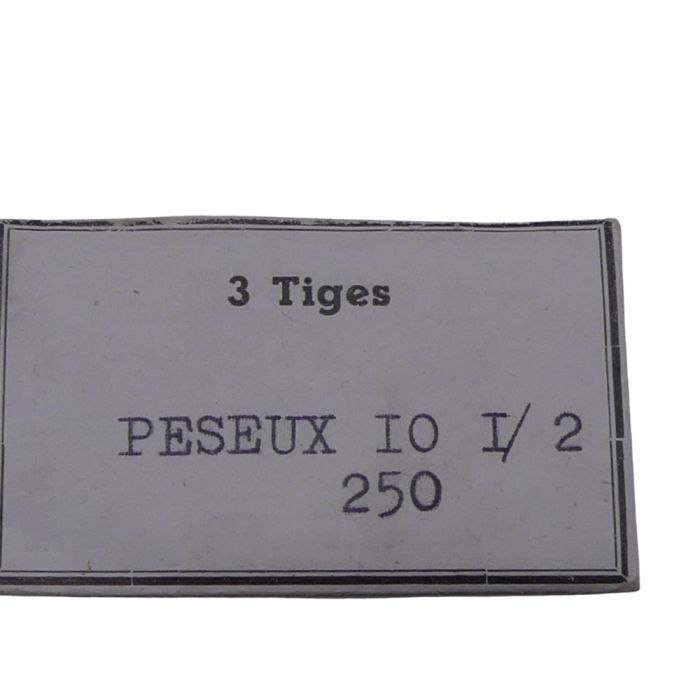 3 Tiges
PESEUX IO I/ 2
250